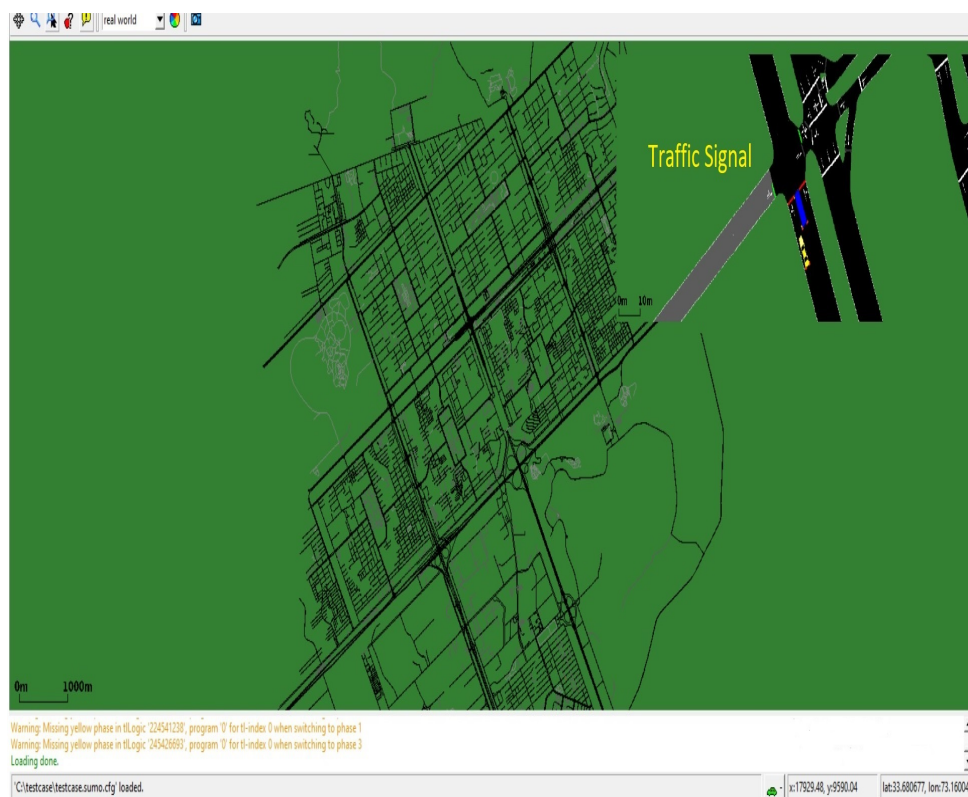 real world
Traffic Signal
0m 10m
0m 1000m
Warning: Missing yellow phase in tlLogic '224541238', program '0' for tl-index 0 when switching to phase 1
Warning: Missing yellow phase in tlLogic '245426693', program '0' for tl-index 0 when switching to phase 3
Loading done.
'C:\testcase\testcase.sumo.cfg' loaded.
x:17929.48, y:9590.04
lat:33.680677, lon:73.16004